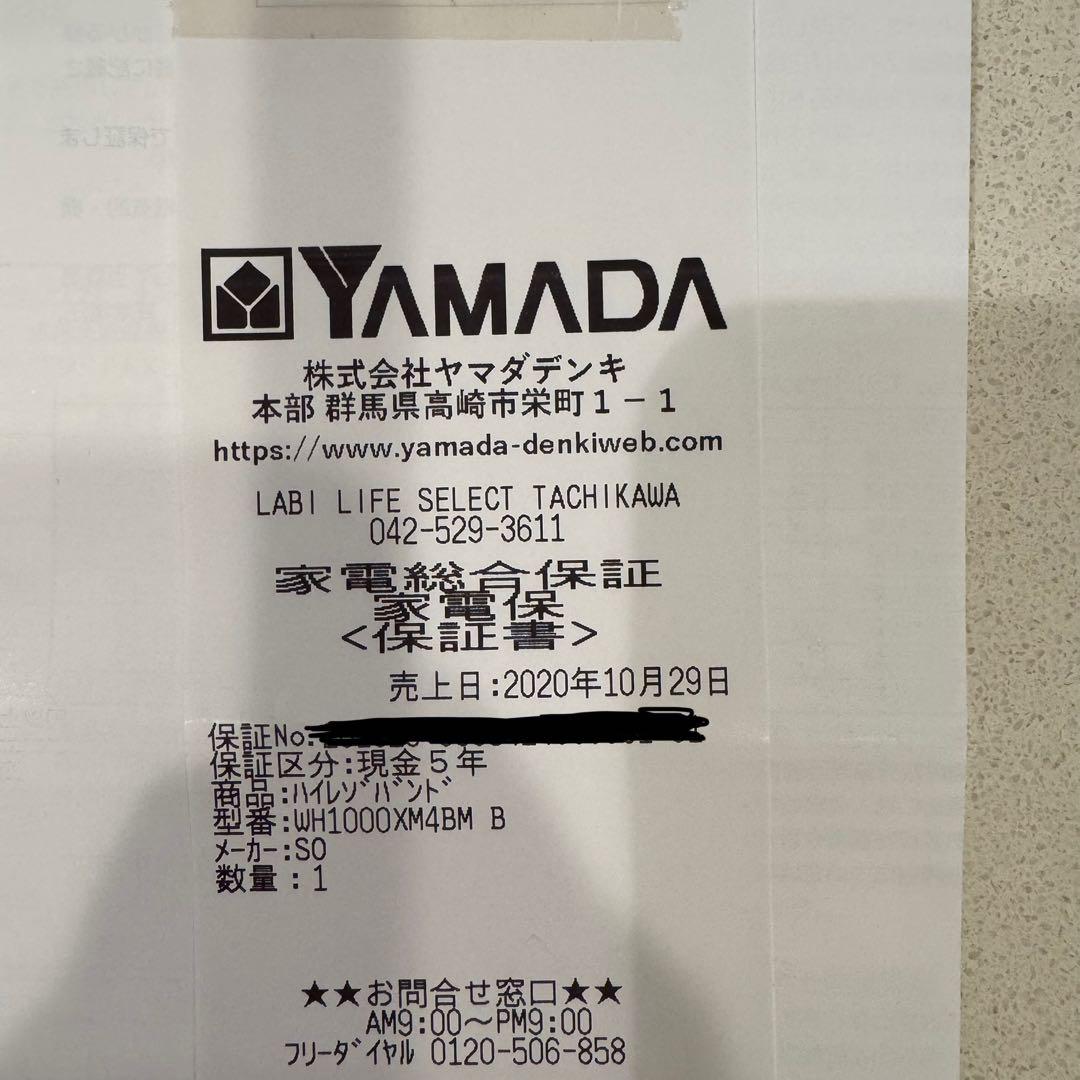 YAMADA
株式会社ヤマダデンキ
本部 群馬県高崎市栄町1－1
https://www.yamada-denkiweb.com
LABI LIFE SELECT TACHIKAWA
042-529-3611
家電総合保証
家電保
<保証書>
売上日:2020年10月29日
保証No:
保証区分:現金5年
商品:ﾊｲﾚｿﾞﾊﾞﾝﾄﾞ
型番:WH1000XM4BM B
ﾒｰｶｰ:SO
数量:1
★★お問合せ窓口★★
AM9:00～PM9:00
ﾌﾘｰﾀﾞｲﾔﾙ 0120-506-858